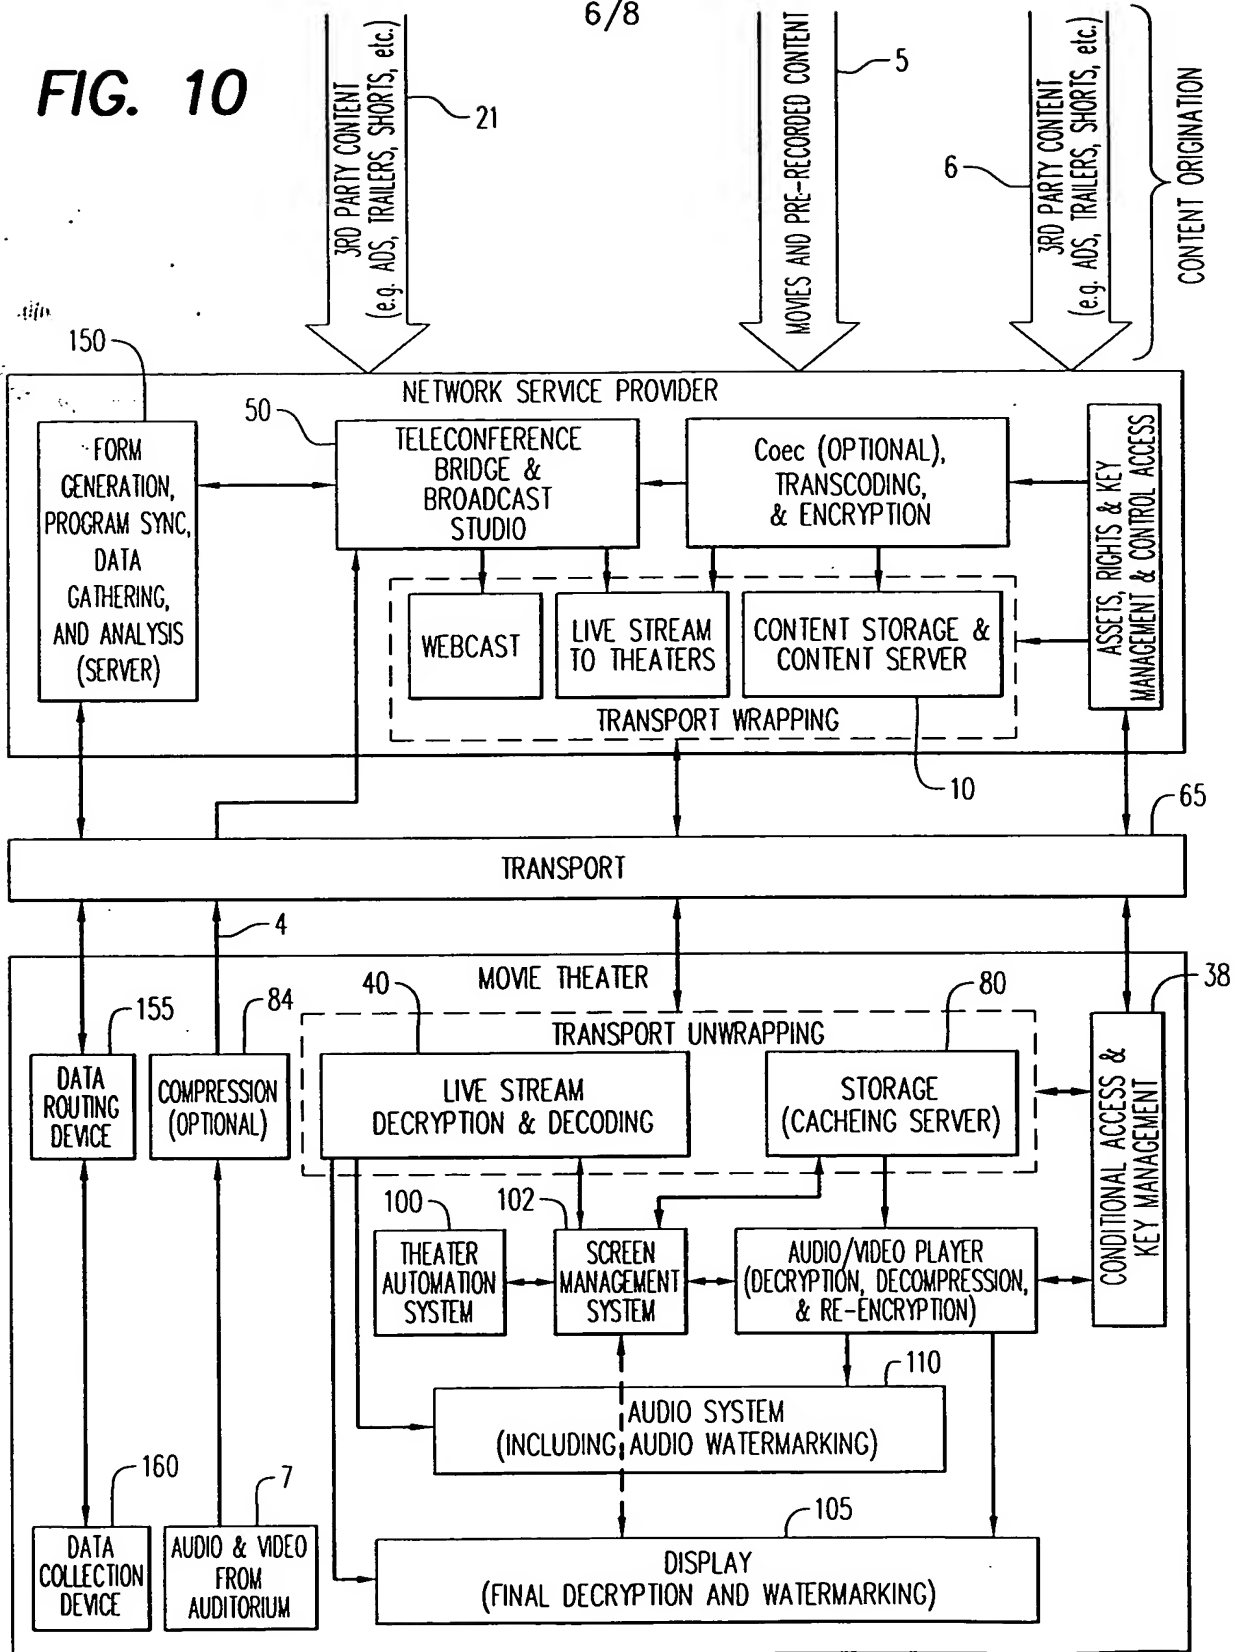 6/8
FIG. 10
3RD PARTY CONTENT
(e.g. ADS, TRAILERS, SHORTS, etc.)
21
MOVIES AND PRE-RECORDED CONTENT
5
6
3RD PARTY CONTENT
(e.g. ADS, TRAILERS, SHORTS, etc.)
CONTENT ORIGINATION
150
NETWORK SERVICE PROVIDER
50
FORM
GENERATION,
PROGRAM SYNC,
DATA
GATHERING,
AND ANALYSIS
(SERVER)
TELECONFERENCE
BRIDGE &
BROADCAST
STUDIO
Coec (OPTIONAL),
TRANSCODING,
& ENCRYPTION
ASSETS, RIGHTS & KEY
MANAGEMENT & CONTROL ACCESS
WEBCAST
LIVE STREAM
TO THEATERS
CONTENT STORAGE &
CONTENT SERVER
TRANSPORT WRAPPING
10
65
TRANSPORT
4
MOVIE THEATER
155
84
40
80
38
TRANSPORT UNWRAPPING
DATA
ROUTING
DEVICE
COMPRESSION
(OPTIONAL)
LIVE STREAM
DECRYPTION & DECODING
STORAGE
(CACHEING SERVER)
CONDITIONAL ACCESS &
KEY MANAGEMENT
100
102
THEATER
AUTOMATION
SYSTEM
SCREEN
MANAGEMENT
SYSTEM
AUDIO/VIDEO PLAYER
(DECRYPTION, DECOMPRESSION,
& RE-ENCRYPTION)
110
AUDIO SYSTEM
(INCLUDING AUDIO WATERMARKING)
160
7
105
DATA
COLLECTION
DEVICE
AUDIO & VIDEO
FROM
AUDITORIUM
DISPLAY
(FINAL DECRYPTION AND WATERMARKING)